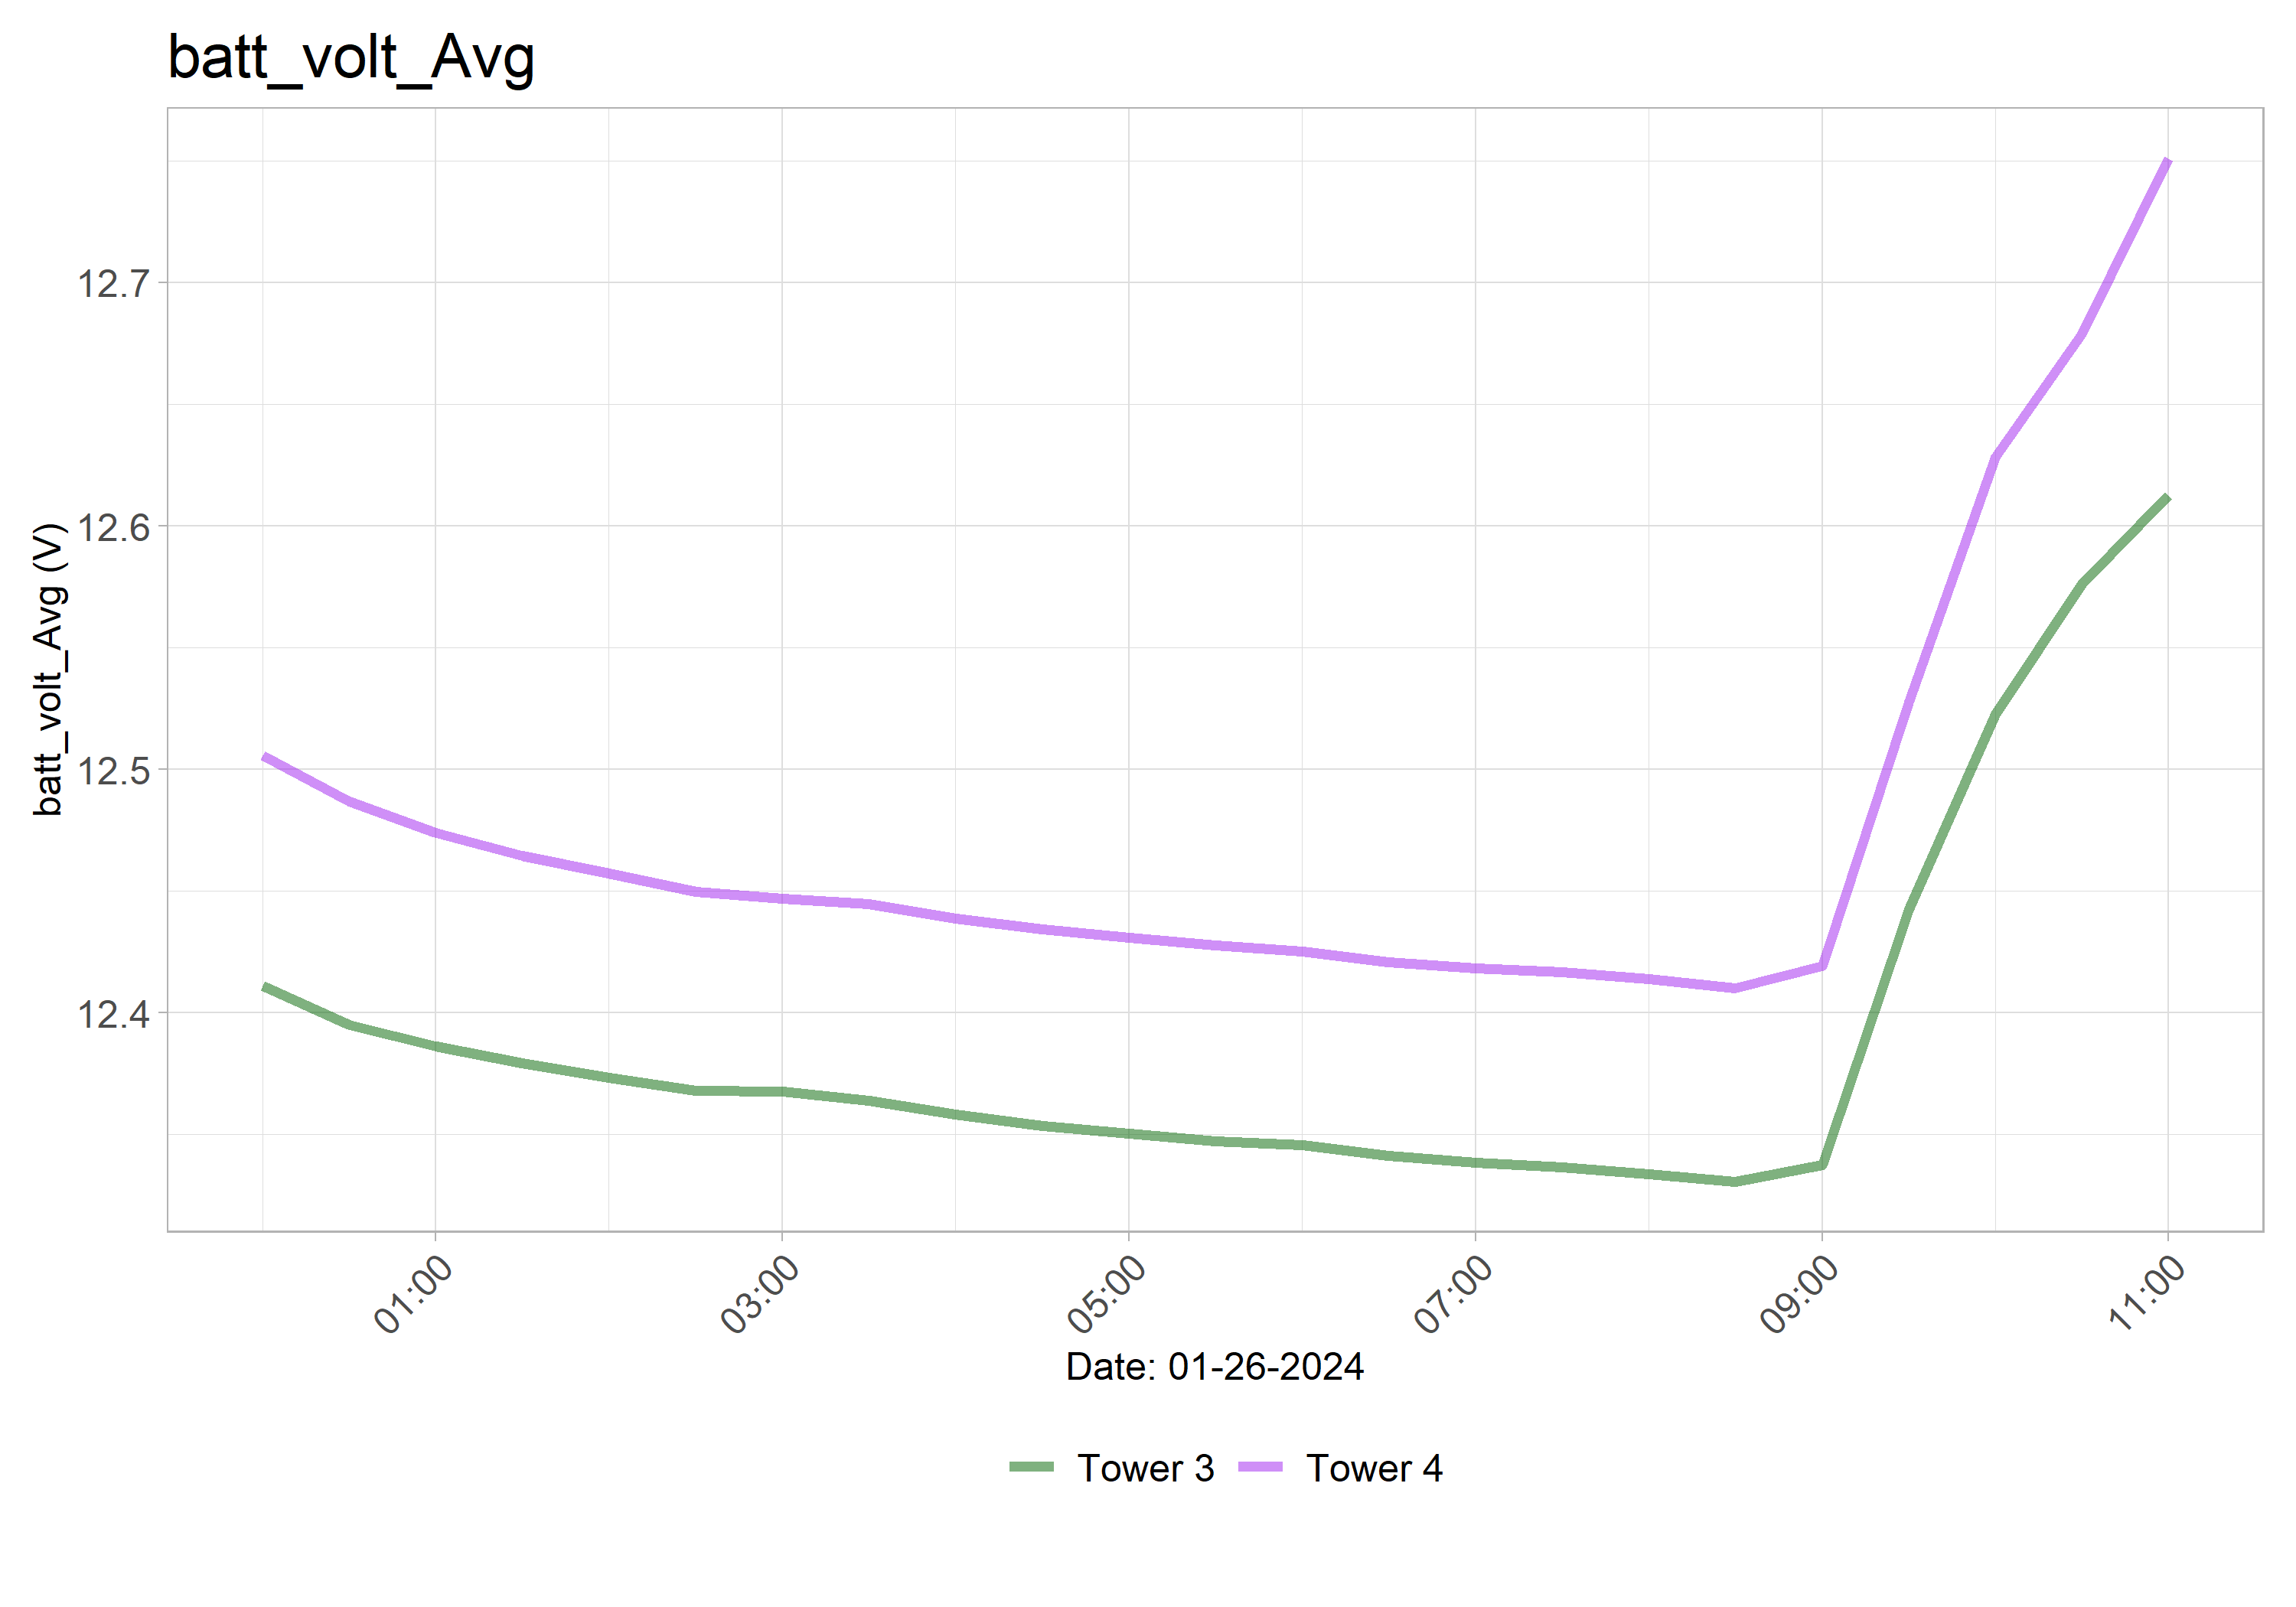 batt_volt_Avg
batt_volt_Avg (V)
12.7
12.6
12.5
12.4
01:00 03:00 05:00 07:00 09:00 11:00
Date: 01-26-2024
Tower 3 Tower 4